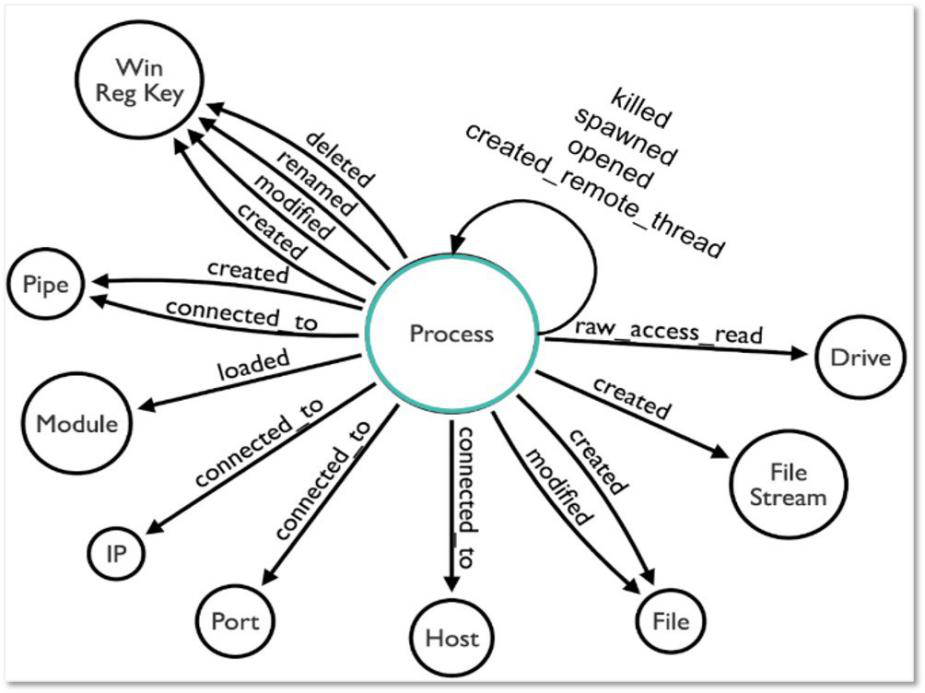 Win
Reg Key
killed
spawned
opened
created_remote_thread
deleted
renamed
modified
created
Pipe
created
connected_to
Process
raw_access_read
Drive
loaded
Module
created
File
Stream
connected_to
connected_to
connected_to
modified
created
IP
Port
Host
File